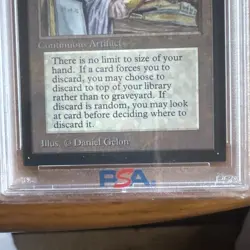 Continuous Artifact
There is no limit to size of your
hand. If a card forces you to
discard, you may choose to
discard to top of your library
rather than to graveyard. If
discard is random, you may look
at card before deciding where to
discard it.
Illus. © Daniel Gelon
PSA